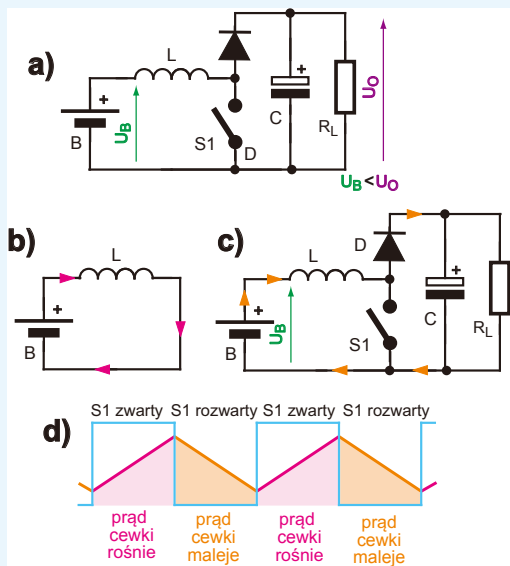 a)
L
+
+
B
U_B
S1
D
C
R_L
U_O
U_B < U_O
b)
L
+
B
c)
L
D
+
+
B
U_B
S1
C
R_L
d)
S1 zwarty S1 rozwarty S1 zwarty S1 rozwarty
prąd cewki rośnie
prąd cewki maleje
prąd cewki rośnie
prąd cewki maleje